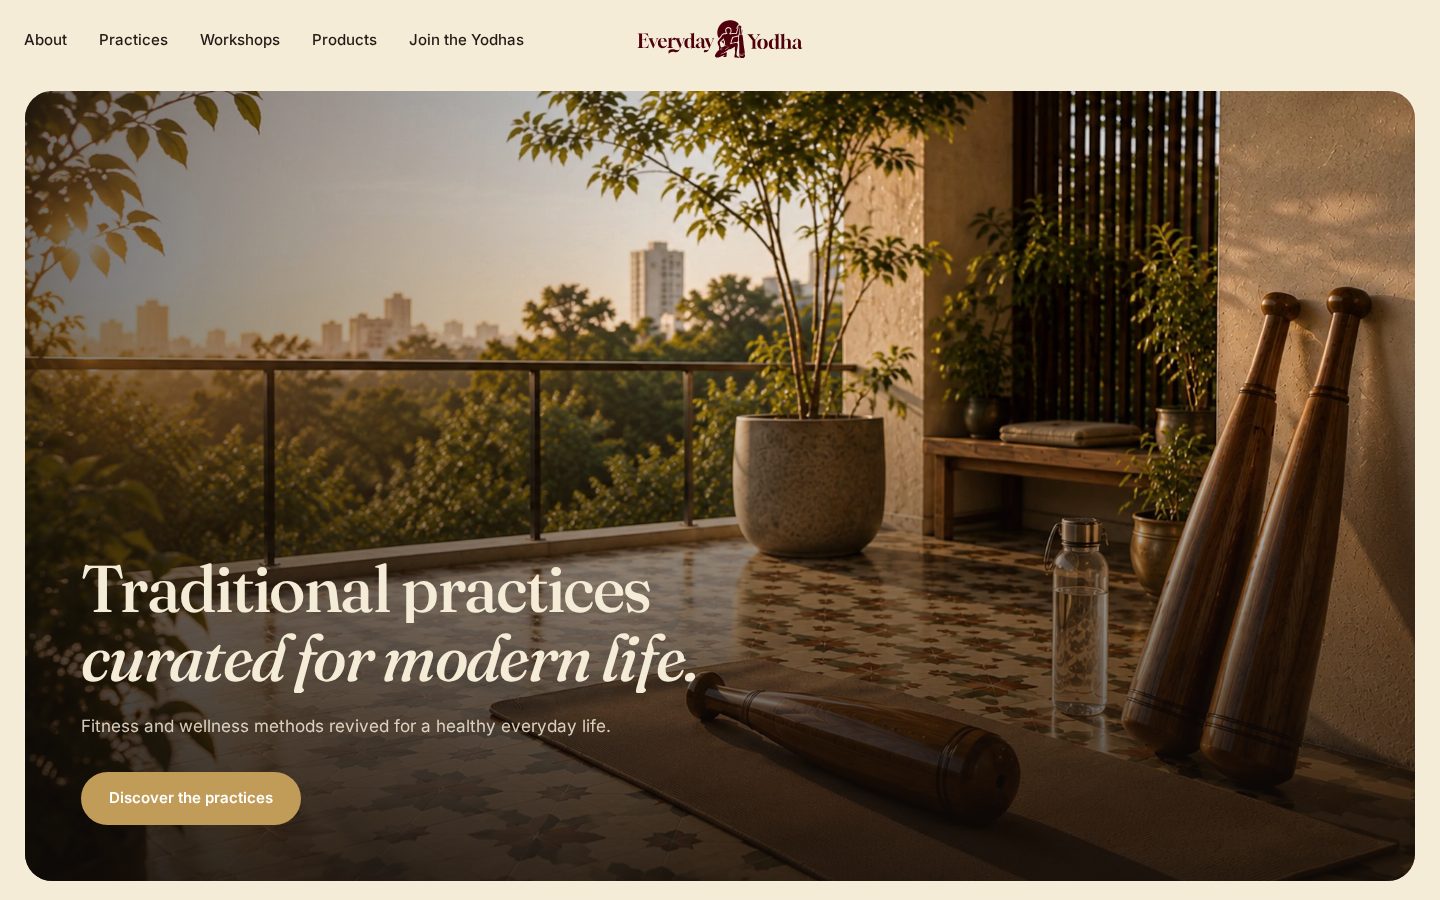 About
Practices
Workshops
Products
Join the Yodhas
Everyday Yodha
Traditional practices
curated for modern life.
Fitness and wellness methods revived for a healthy everyday life.
Discover the practices